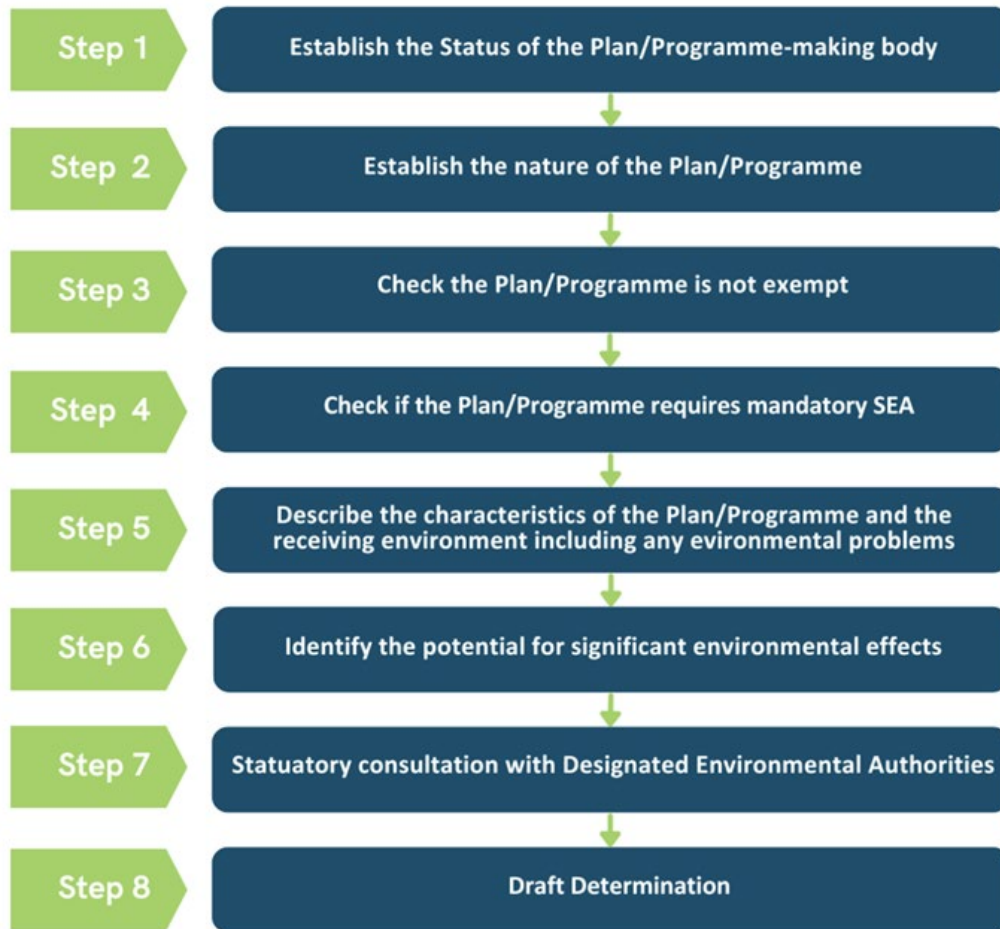 Step 1
Establish the Status of the Plan/Programme-making body
Step 2
Establish the nature of the Plan/Programme
Step 3
Check the Plan/Programme is not exempt
Step 4
Check if the Plan/Programme requires mandatory SEA
Step 5
Describe the characteristics of the Plan/Programme and the
receiving environment including any evironmental problems
Step 6
Identify the potential for significant environmental effects
Step 7
Statuatory consultation with Designated Environmental Authorities
Step 8
Draft Determination